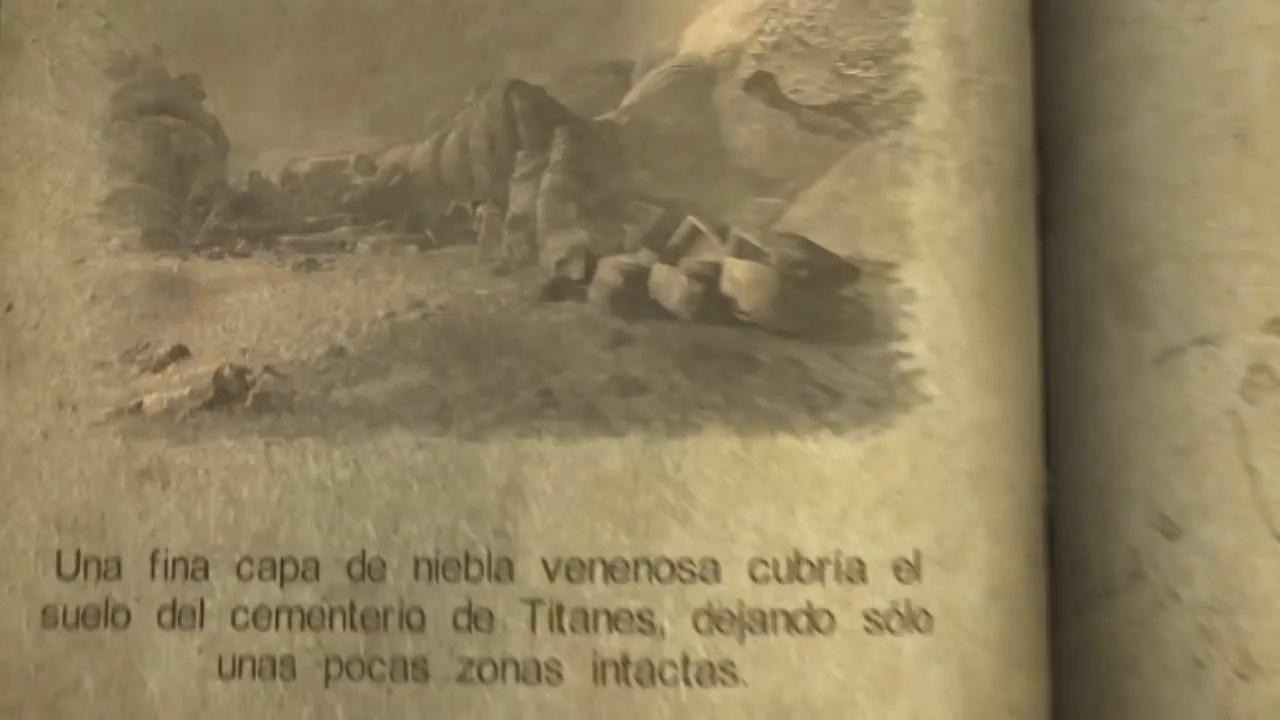 Una fina capa de niebla venenosa cubría el
suelo del cementerio de Titanes, dejando sólo
unas pocas zonas intactas.